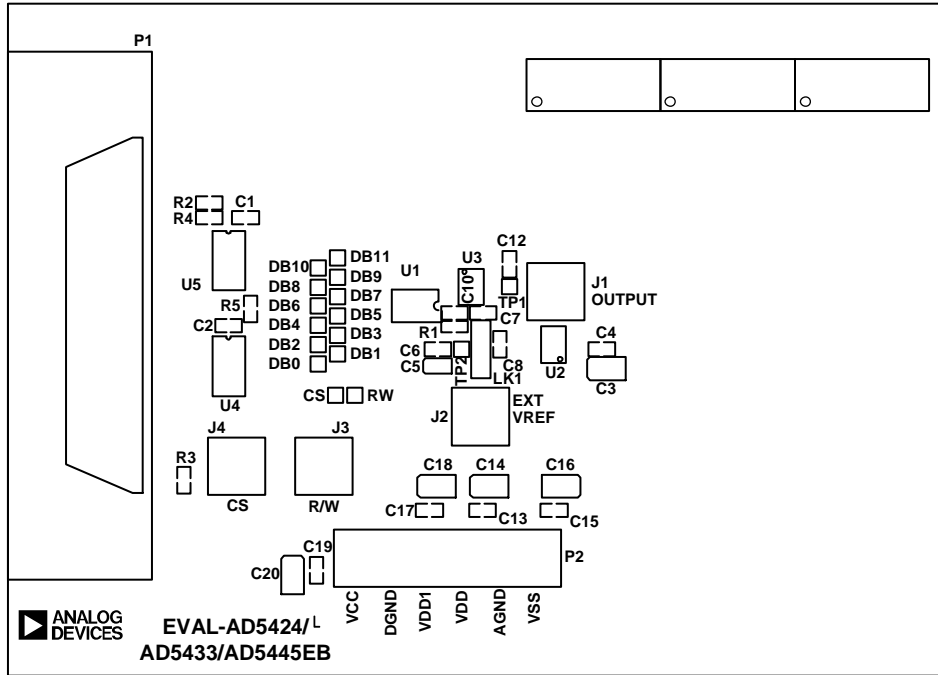 P1
R2
R4
C1
U5
R5
C2
U4
DB11
DB10
DB9
DB8
DB7
DB6
DB5
DB4
DB3
DB2
DB1
DB0
U1
U3
C10
C12
TP1
J1
OUTPUT
R1
C7
C6
C5
TP2
C8
LK1
U2
C4
C3
CS
RW
J2
EXT
VREF
J4
J3
R3
CS
R/W
C18
C14
C16
C17
C13
C15
C19
C20
P2
VCC
DGND
VDD1
VDD
AGND
VSS
ANALOG
DEVICES
EVAL-AD5424/└
AD5433/AD5445EB